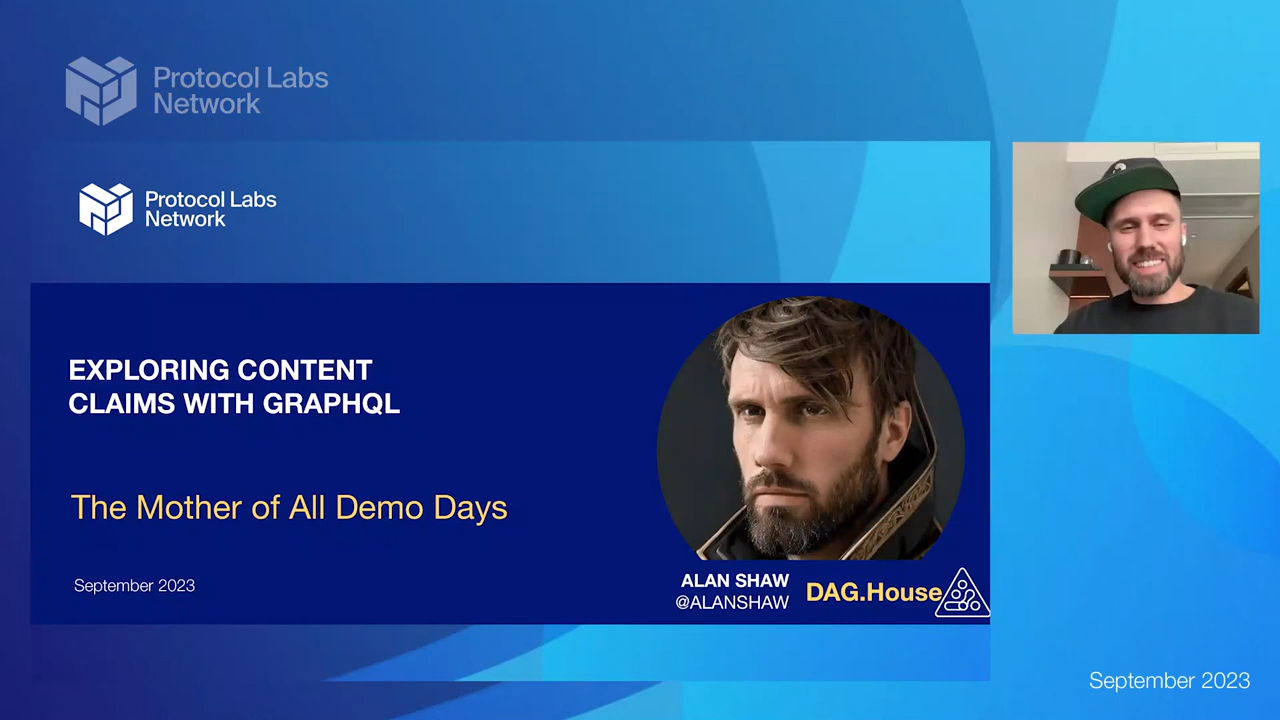 Protocol Labs
Network
Protocol Labs
Network
EXPLORING CONTENT
CLAIMS WITH GRAPHQL
The Mother of All Demo Days
September 2023
ALAN SHAW
@ALANSHAW
DAG.House
September 2023